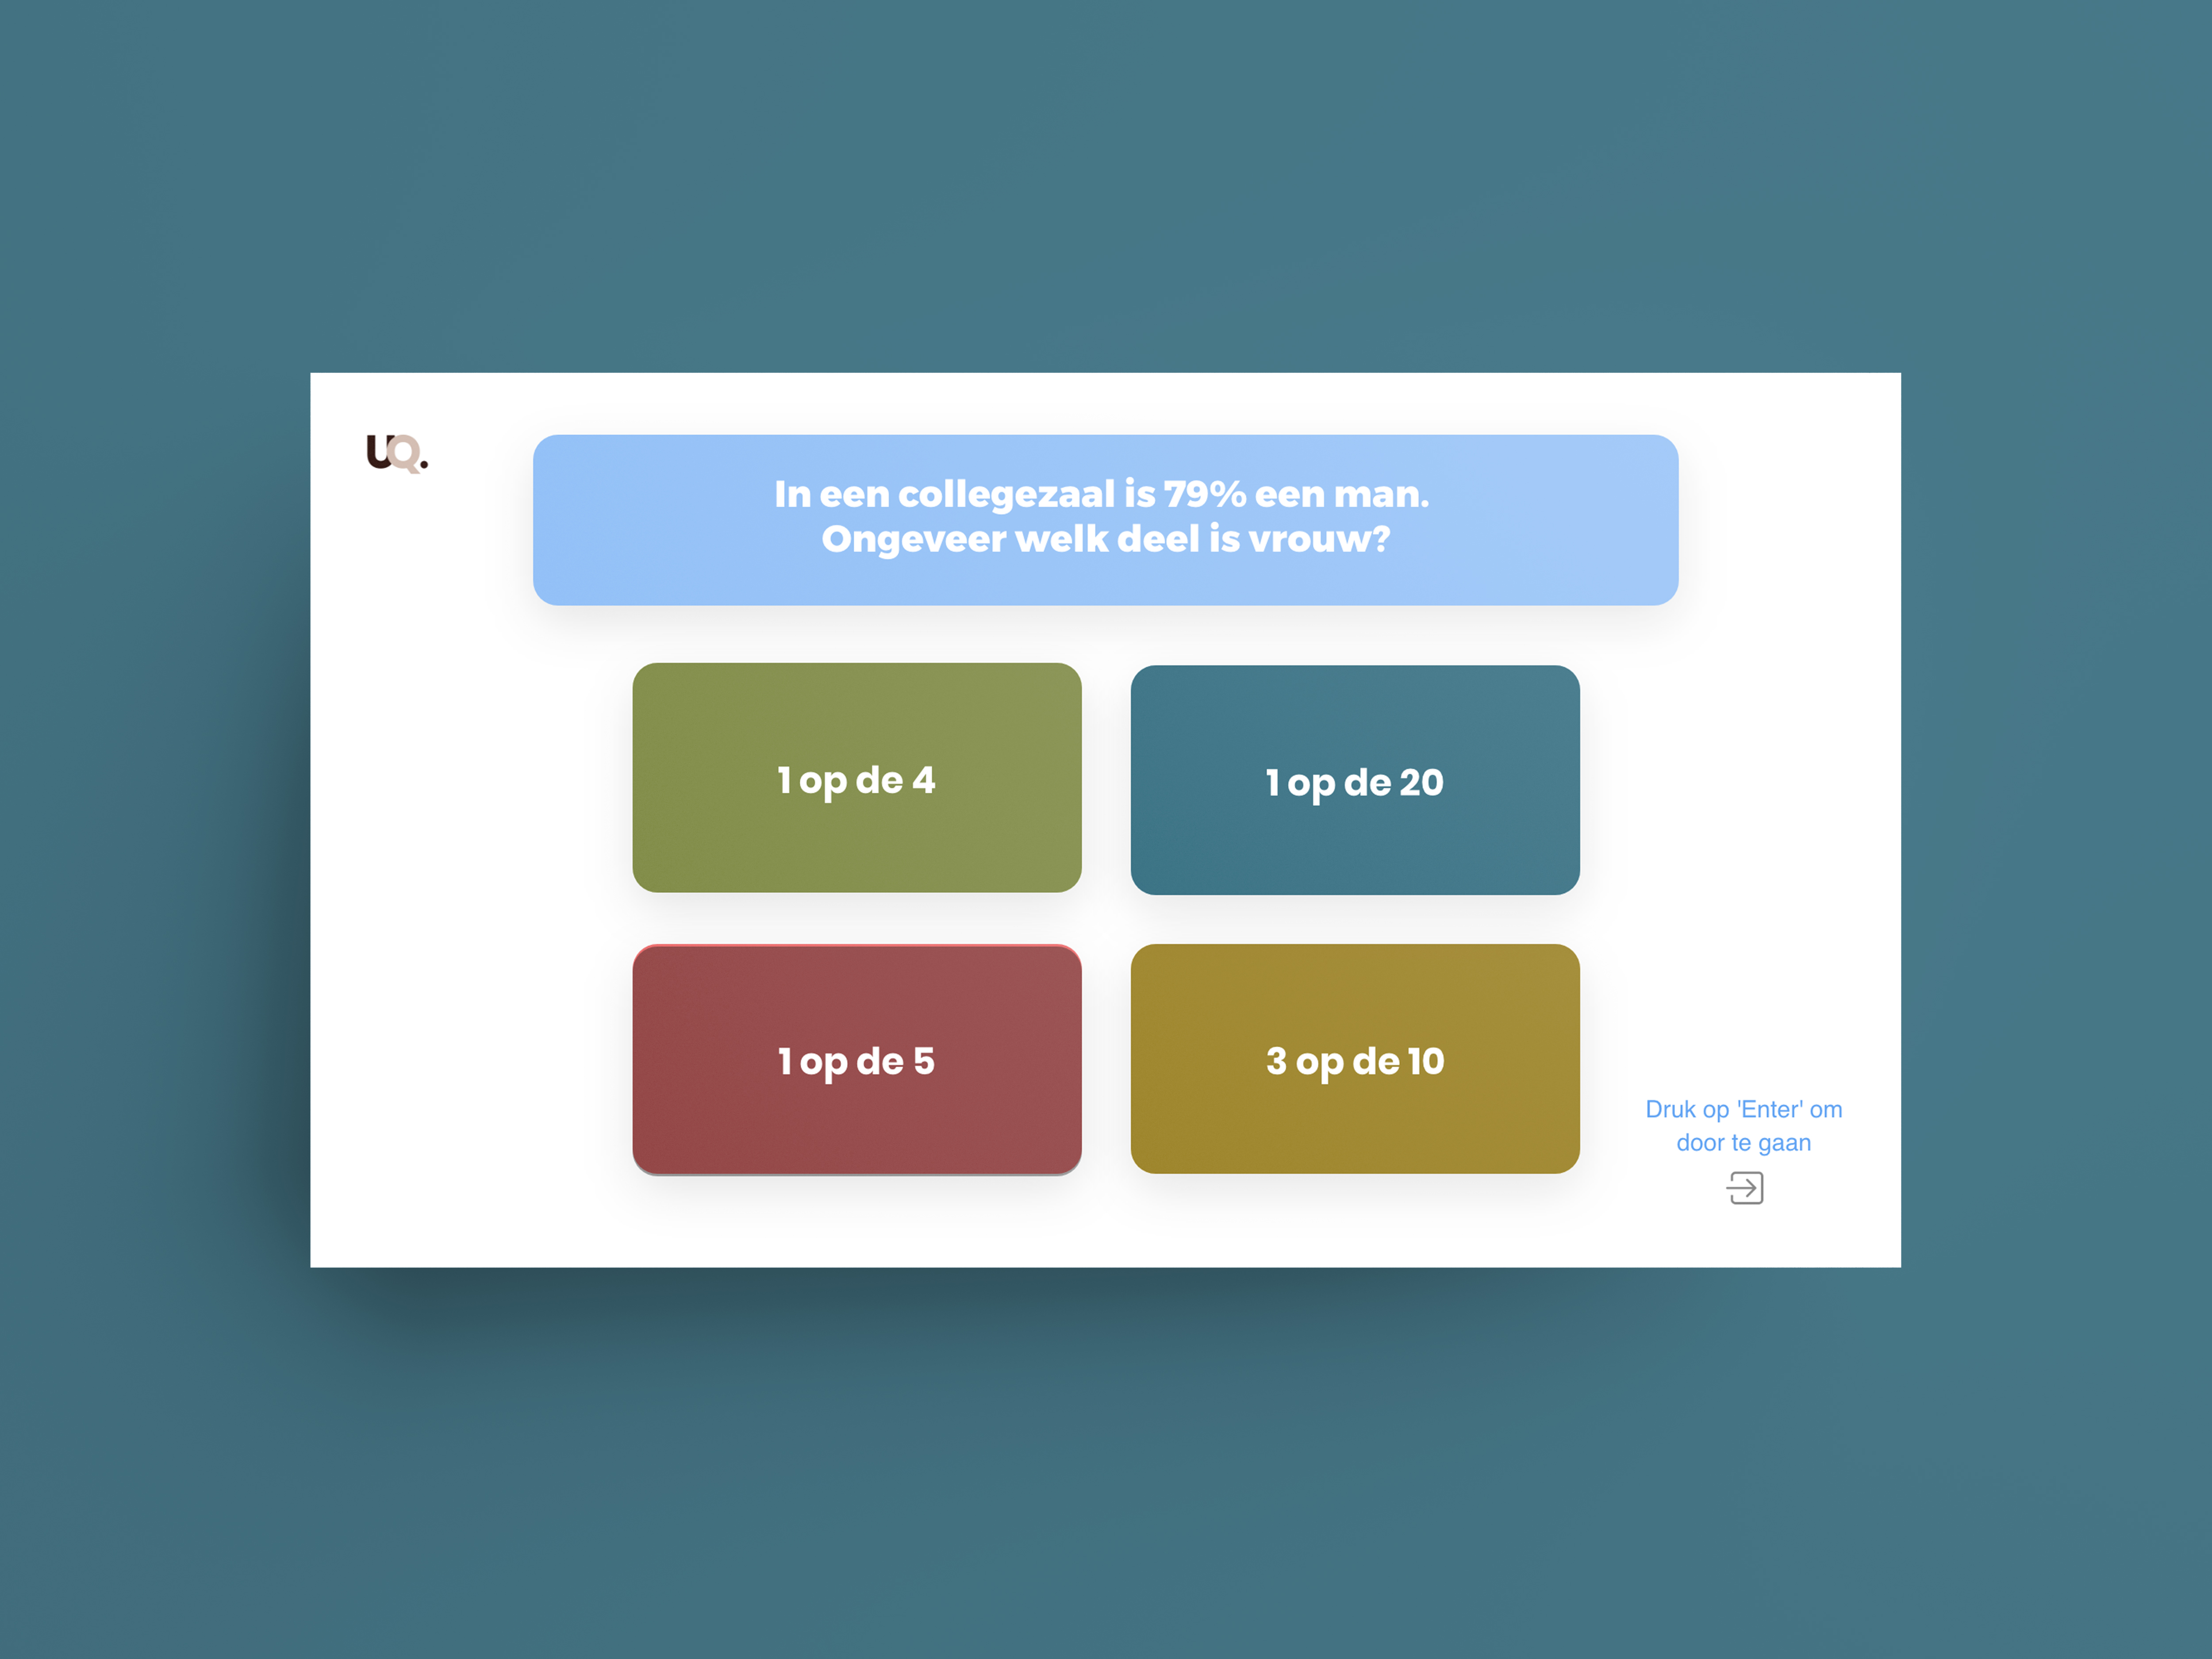 UQ.
In een collegezaal is 79% een man.
Ongeveer welk deel is vrouw?
1 op de 4
1 op de 20
1 op de 5
3 op de 10
Druk op 'Enter' om
door te gaan